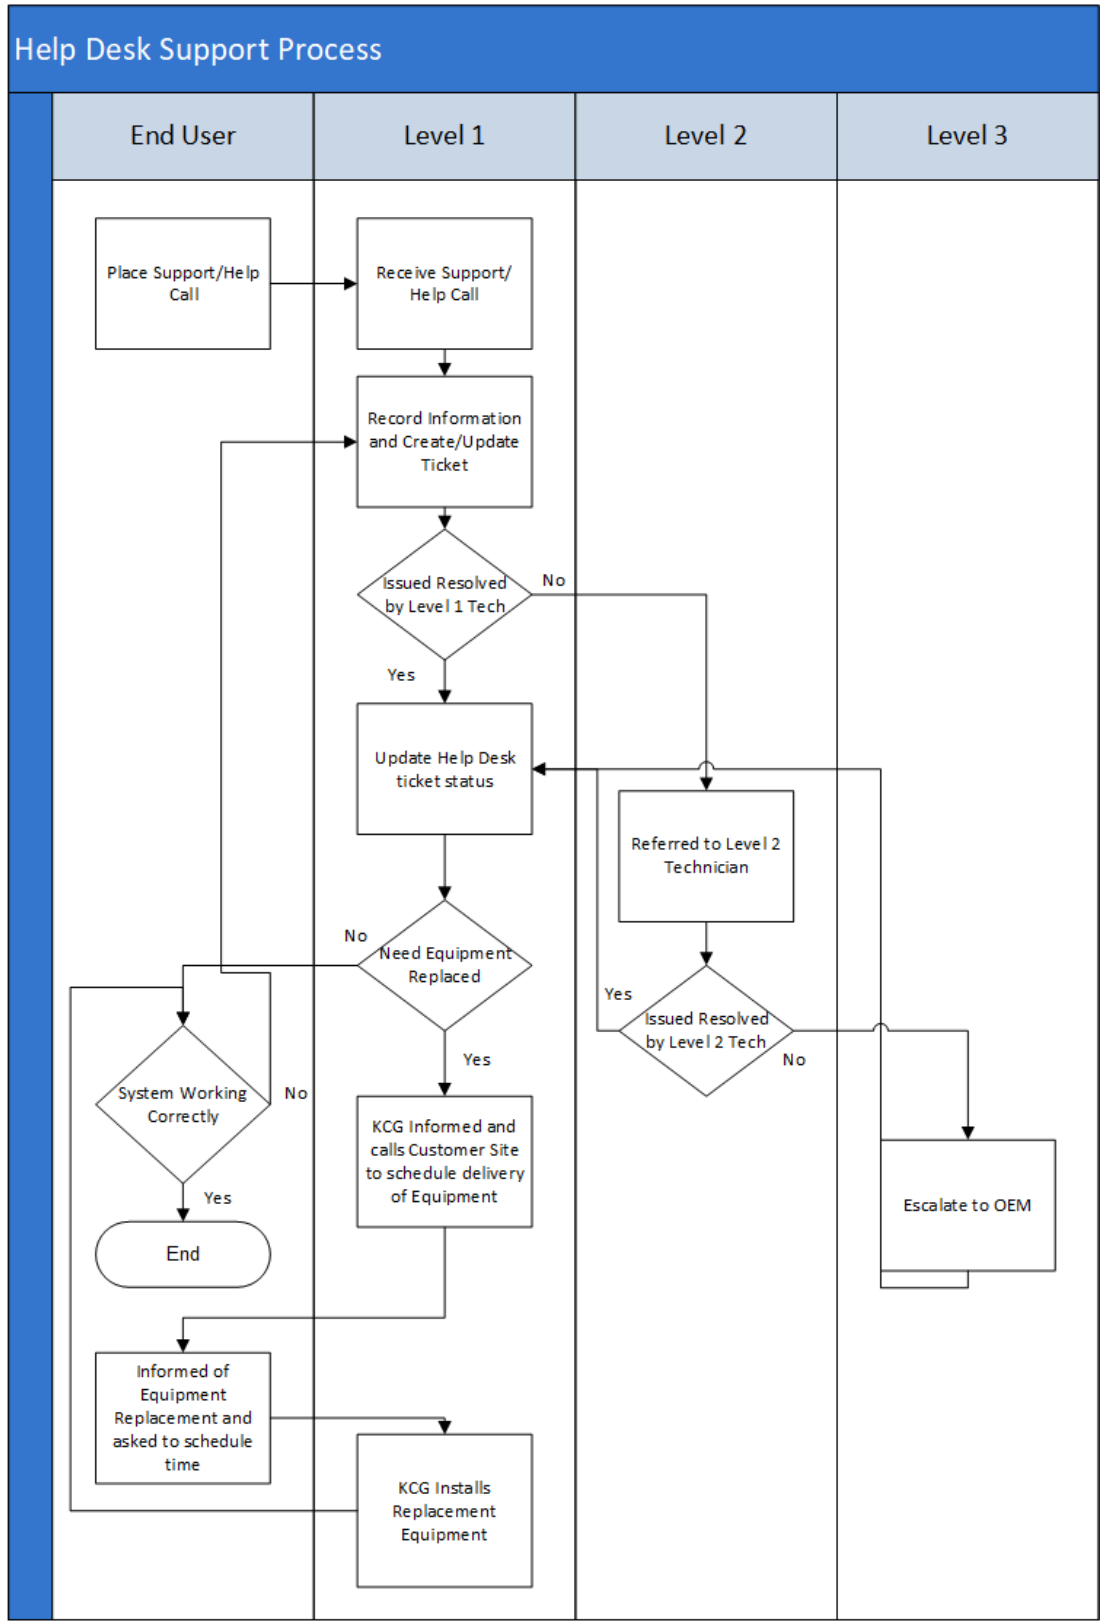 Help Desk Support Process
End User
Level 1
Level 2
Level 3
Place Support/Help
Call
Receive Support/
Help Call
Record Information
and Create/Update
Ticket
Issued Resolved
by Level 1 Tech
No
Yes
Update Help Desk
ticket status
Referred to Level 2
Technician
No
Need Equipment
Replaced
Yes
Issued Resolved
by Level 2 Tech
No
Yes
System Working
Correctly
No
KCG Informed and
calls Customer Site
to schedule delivery
of Equipment
Yes
Escalate to OEM
End
Informed of
Equipment
Replacement and
asked to schedule
time
KCG Installs
Replacement
Equipment